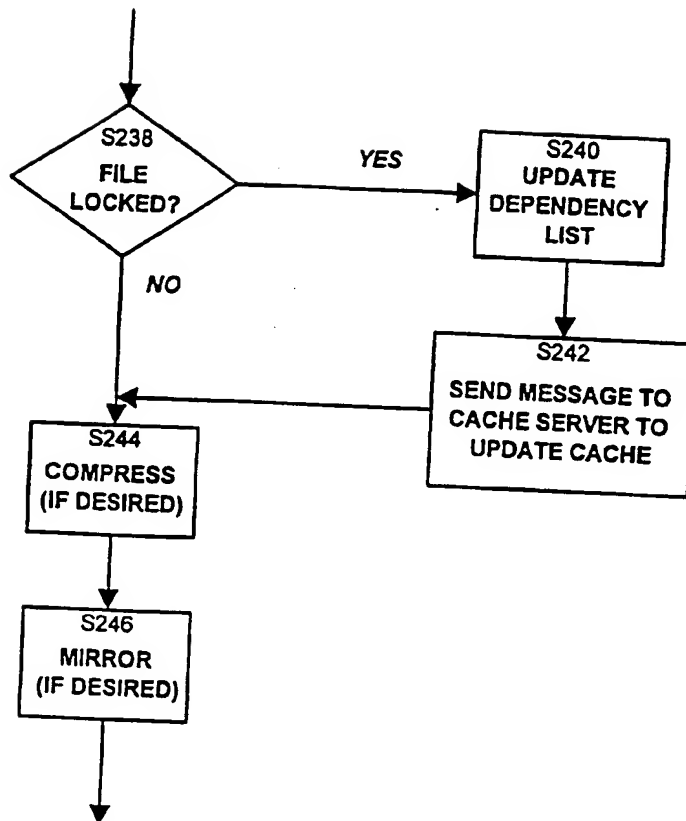 S238
FILE
LOCKED?
YES
S240
UPDATE
DEPENDENCY
LIST
NO
S242
SEND MESSAGE TO
CACHE SERVER TO
UPDATE CACHE
S244
COMPRESS
(IF DESIRED)
S246
MIRROR
(IF DESIRED)